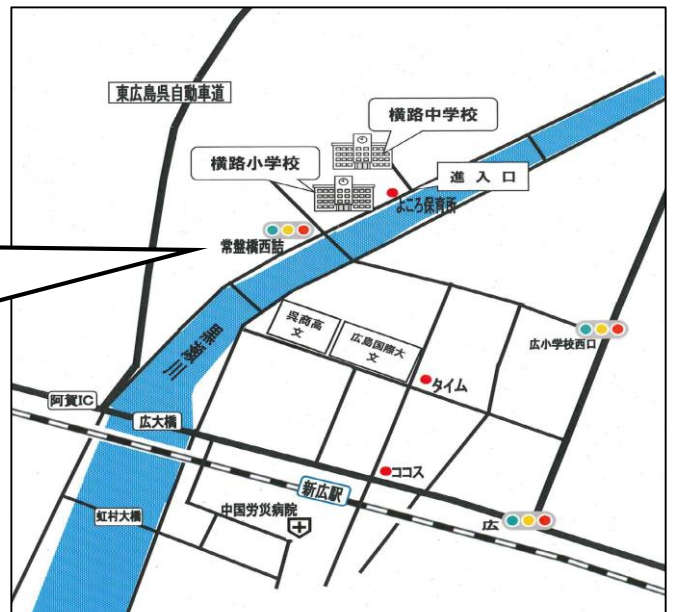 東広島呉自動車道
横路中学校
横路小学校
進入口
よころ保育所
常盤橋西詰
黒瀬川
呉商高
文
広島国際大
文
広小学校西口
タイム
阿賀IC
広大橋
ココス
新広駅
虹村大橋
中国労災病院
広